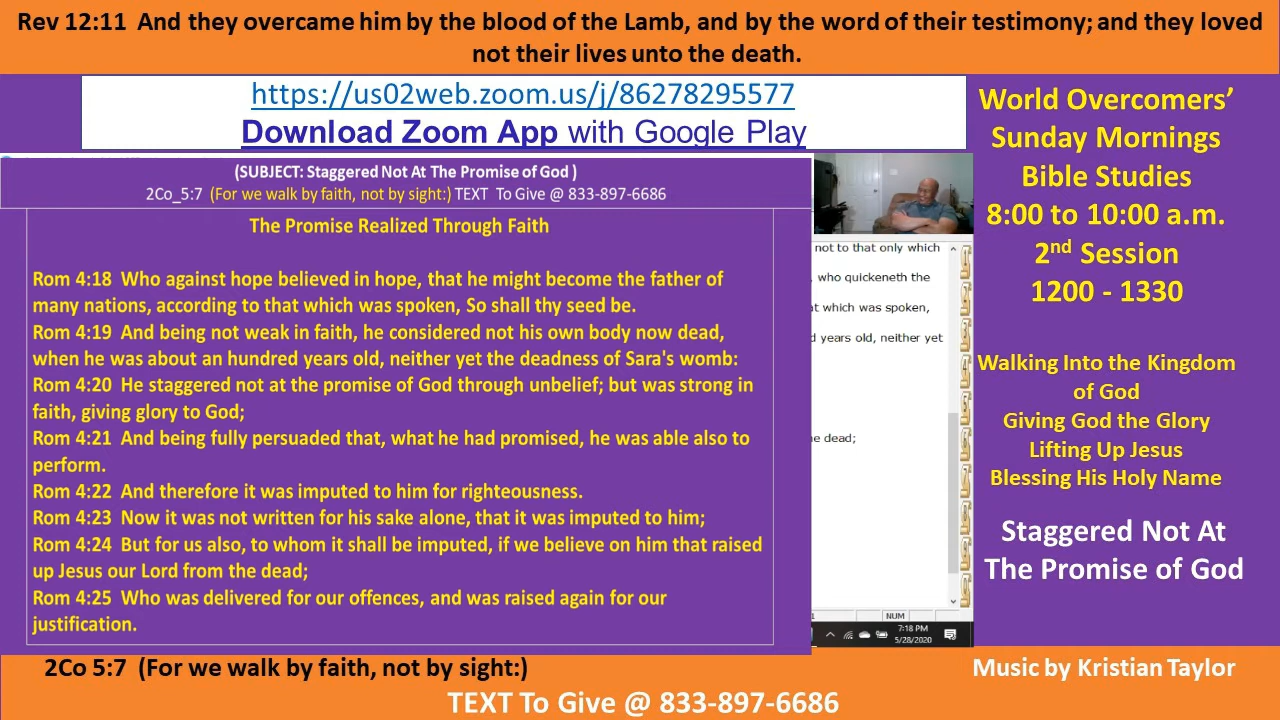 Rev 12:11  And they overcame him by the blood of the Lamb, and by the word of their testimony; and they loved
not their lives unto the death.
https://us02web.zoom.us/j/86278295577
Download Zoom App with Google Play
(SUBJECT: Staggered Not At The Promise of God )
2Co_5:7  (For we walk by faith, not by sight:) TEXT  To Give @ 833-897-6686
The Promise Realized Through Faith
Rom 4:18  Who against hope believed in hope, that he might become the father of
many nations, according to that which was spoken, So shall thy seed be.
Rom 4:19  And being not weak in faith, he considered not his own body now dead,
when he was about an hundred years old, neither yet the deadness of Sara's womb:
Rom 4:20  He staggered not at the promise of God through unbelief; but was strong in
faith, giving glory to God;
Rom 4:21  And being fully persuaded that, what he had promised, he was able also to
perform.
Rom 4:22  And therefore it was imputed to him for righteousness.
Rom 4:23  Now it was not written for his sake alone, that it was imputed to him;
Rom 4:24  But for us also, to whom it shall be imputed, if we believe on him that raised
up Jesus our Lord from the dead;
Rom 4:25  Who was delivered for our offences, and was raised again for our
justification.
not to that only which
who quickeneth the
which was spoken,
years old, neither yet
dead;
NUM
7:18 PM
5/28/2020
World Overcomers'
Sunday Mornings
Bible Studies
8:00 to 10:00 a.m.
2nd Session
1200 - 1330
Walking Into the Kingdom
of God
Giving God the Glory
Lifting Up Jesus
Blessing His Holy Name
Staggered Not At
The Promise of God
2Co 5:7  (For we walk by faith, not by sight:)
Music by Kristian Taylor
TEXT To Give @ 833-897-6686